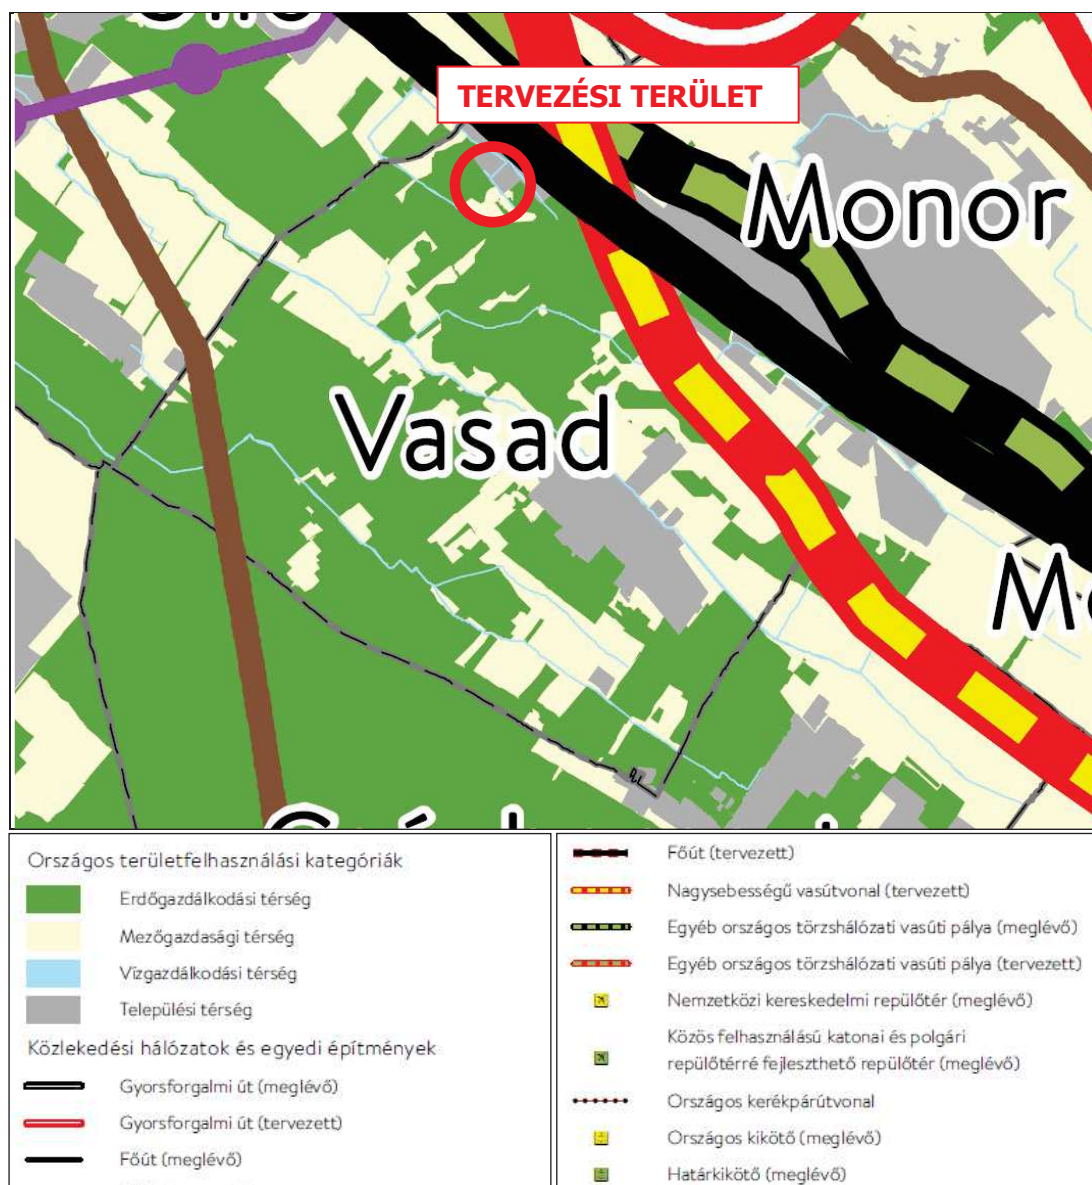 TERVEZÉSI TERÜLET
Monor
Vasad
Országos területfelhasználási kategóriák
Erdőgazdálkodási térség
Mezőgazdasági térség
Vízgazdálkodási térség
Települési térség
Közlekedési hálózatok és egyedi építmények
Gyorsforgalmi út (meglévő)
Gyorsforgalmi út (tervezett)
Főút (meglévő)
Főút (tervezett)
Nagysebességű vasútvonal (tervezett)
Egyéb országos törzshálózati vasúti pálya (meglévő)
Egyéb országos törzshálózati vasúti pálya (tervezett)
Nemzetközi kereskedelmi repülőtér (meglévő)
Közös felhasználású katonai és polgári
repülőtérré fejleszthető repülőtér (meglévő)
Országos kerékpárútvonal
Országos kikötő (meglévő)
Határkikötő (meglévő)